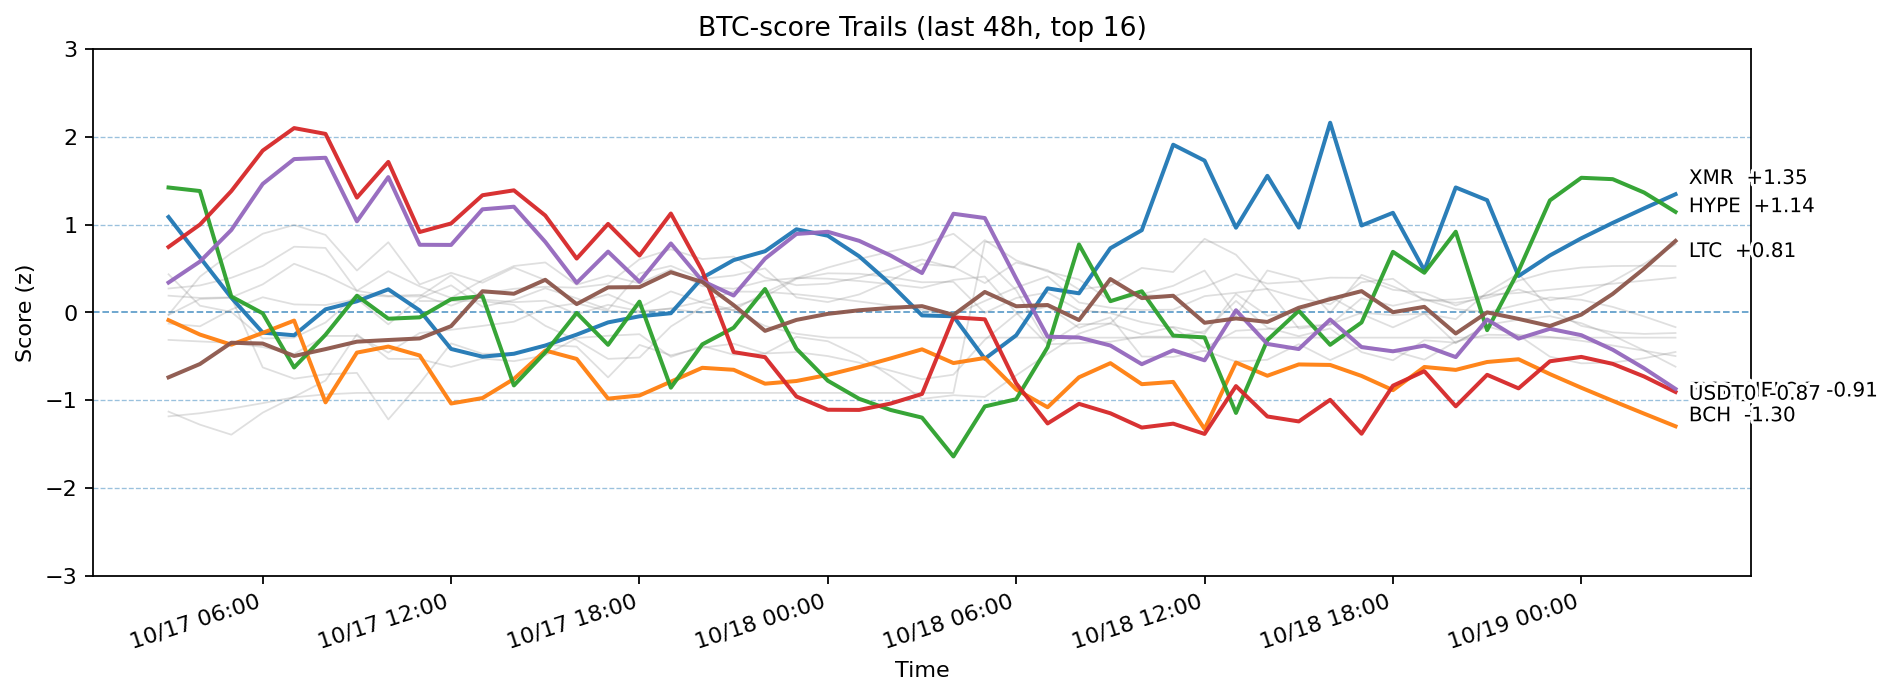 BTC-score Trails (last 48h, top 16)
3
2
1
0
−1
−2
−3
Score (z)
XMR +1.35
HYPE +1.14
LTC +0.81
-0.91
USDT0 -0.87
BCH -1.30
10/17 06:00
10/17 12:00
10/17 18:00
10/18 00:00
10/18 06:00
10/18 12:00
10/18 18:00
10/19 00:00
Time